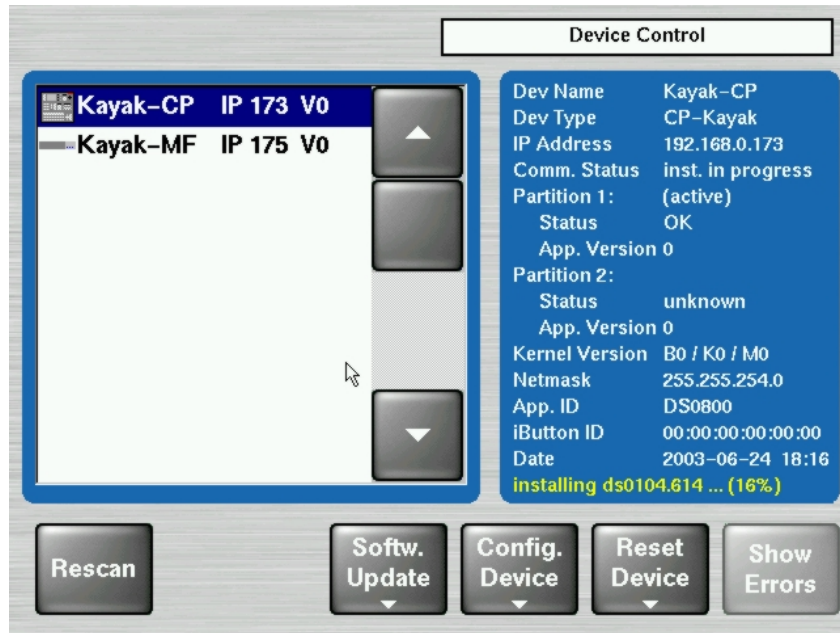 Device Control
Kayak–CP IP 173 V0
Kayak–MF IP 175 V0
Dev Name Kayak–CP
Dev Type CP–Kayak
IP Address 192.168.0.173
Comm. Status inst. in progress
Partition 1: (active)
Status OK
App. Version 0
Partition 2:
Status unknown
App. Version 0
Kernel Version B0 / K0 / M0
Netmask 255.255.254.0
App. ID DS0800
iButton ID 00:00:00:00:00:00
Date 2003–06–24 18:16
installing ds0104.614 ... (16%)
Rescan
Softw.
Update
Config.
Device
Reset
Device
Show
Errors